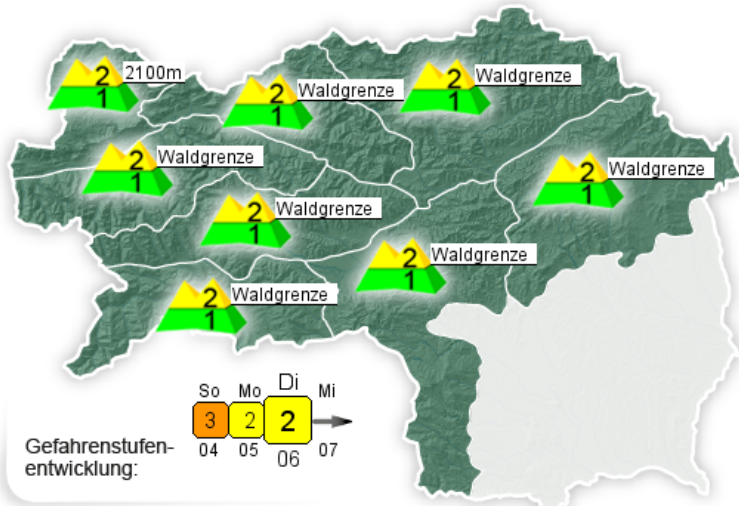 2 2100m
1
2 Waldgrenze
1
2 Waldgrenze
1
2 Waldgrenze
1
2 Waldgrenze
1
2 Waldgrenze
1
2 Waldgrenze
1
2 Waldgrenze
1
So Mo Di Mi
3 2 2
04 05 06 07
Gefahrenstufen-
entwicklung: